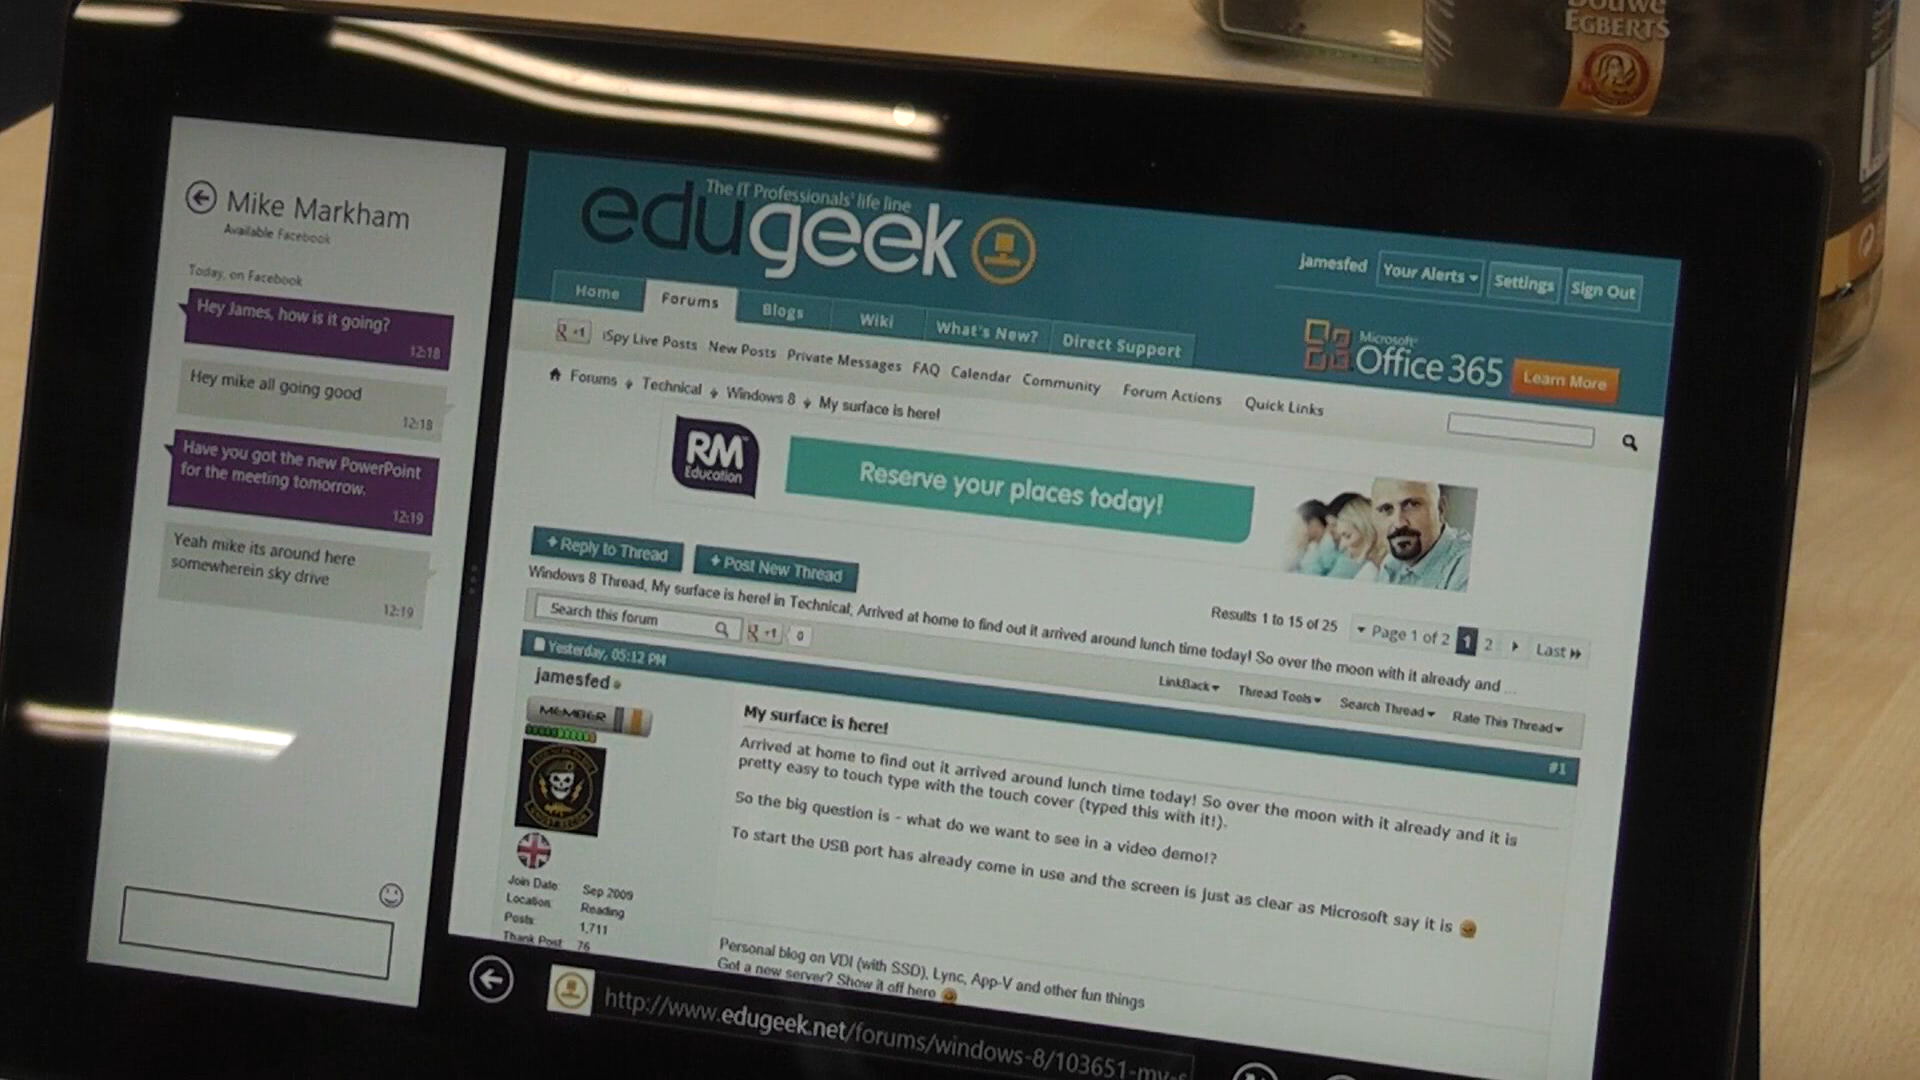 Douwe
EGBERTS
Mike Markham
Available Facebook
Today, on Facebook
Hey James, how is it going?
12:18
Hey mike all going good
12:18
Have you got the new PowerPoint
for the meeting tomorrow.
12:19
Yeah mike its around here
somewherein sky drive
12:19
The IT Professionals' life line
edugeek
jamesfed Your Alerts Settings Sign Out
Home Forums Blogs Wiki What's New? Direct Support
Microsoft
Office 365 Learn More
+1 iSpy Live Posts New Posts Private Messages FAQ Calendar Community Forum Actions Quick Links
Forums Technical Windows 8 My surface is here!
RM
Education
Reserve your places today!
+ Reply to Thread + Post New Thread
Results 1 to 15 of 25 Page 1 of 2 1 2 Last
Windows 8 Thread, My surface is here! in Technical; Arrived at home to find out it arrived around lunch time today! So over the moon with it already and ...
Search this forum +1 0
LinkBack Thread Tools Search Thread Rate This Thread
Yesterday, 05:12 PM
#1
jamesfed
MEMBER
Join Date Sep 2009
Location Reading
Posts 1,711
Thank Post 76
My surface is here!
Arrived at home to find out it arrived around lunch time today! So over the moon with it already and it is
pretty easy to touch type with the touch cover (typed this with it!).
So the big question is - what do we want to see in a video demo!?
To start the USB port has already come in use and the screen is just as clear as Microsoft say it is
Personal blog on VDI (with SSD), Lync, App-V and other fun things
Got a new server? Show it off here
http://www.edugeek.net/forums/windows-8/103651-my-s